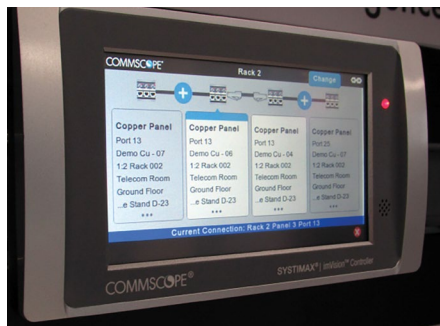 COMMSCOPE®
Rack 2
Change
Copper Panel
Port 13
Demo Cu - 07
1:2 Rack 002
Telecom Room
Ground Floor
...e Stand D-23
Copper Panel
Port 13
Demo Cu - 06
1:2 Rack 002
Telecom Room
Ground Floor
...e Stand D-23
Copper Panel
Port 13
Demo Cu - 04
1:2 Rack 002
Telecom Room
Ground Floor
...e Stand D-23
Copper Panel
Port 25
Demo Cu - 07
1:2 Rack 002
Telecom Room
Ground Floor
...e Stand D-23
Current Connection: Rack 2 Panel 3 Port 13
COMMSCOPE®
SYSTIMAX® | imVision™ Controller